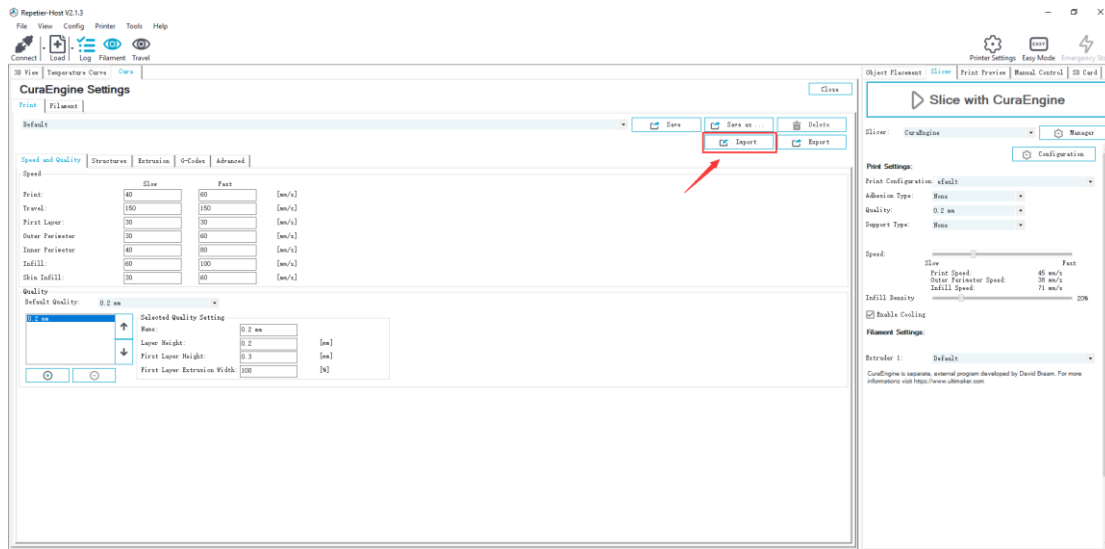 Repetier-Host V2.1.3
File View Config Printer Tools Help
Connect Load Log Filament Travel Printer Settings Easy Mode Emergency St
EASY
3D View Temperature Curve Cura
Object Placement Slicer Print Preview Manual Control SD Card
CuraEngine Settings
Close
Print Filament
Default
Save Save as ... Delete
Import Export
Speed and Quality Structures Extrusion G-Codes Advanced
Speed
Slow Fast
Print: 40 60 [mm/s]
Travel: 150 150 [mm/s]
First Layer: 30 30 [mm/s]
Outer Perimeter 30 60 [mm/s]
Inner Perimeter 40 80 [mm/s]
Infill: 60 100 [mm/s]
Skin Infill: 30 60 [mm/s]
Quality
Default Quality: 0.2 mm
0.2 mm
Selected Quality Setting
Name: 0.2 mm
Layer Height: 0.2 [mm]
First Layer Height: 0.3 [mm]
First Layer Extrusion Width: 100 [%]
Slice with CuraEngine
Slicer: CuraEngine Manager
Configuration
Print Settings:
Print Configuration: efault
Adhesion Type: None
Quality: 0.2 mm
Support Type: None
Speed:
Slow Fast
Print Speed: 45 mm/s
Outer Perimeter Speed: 38 mm/s
Infill Speed: 71 mm/s
Infill Density 20%
Enable Cooling
Filament Settings:
Extruder 1: Default
CuraEngine is separate, external program developed by David Braam. For more
informations visit https://www.ultimaker.com